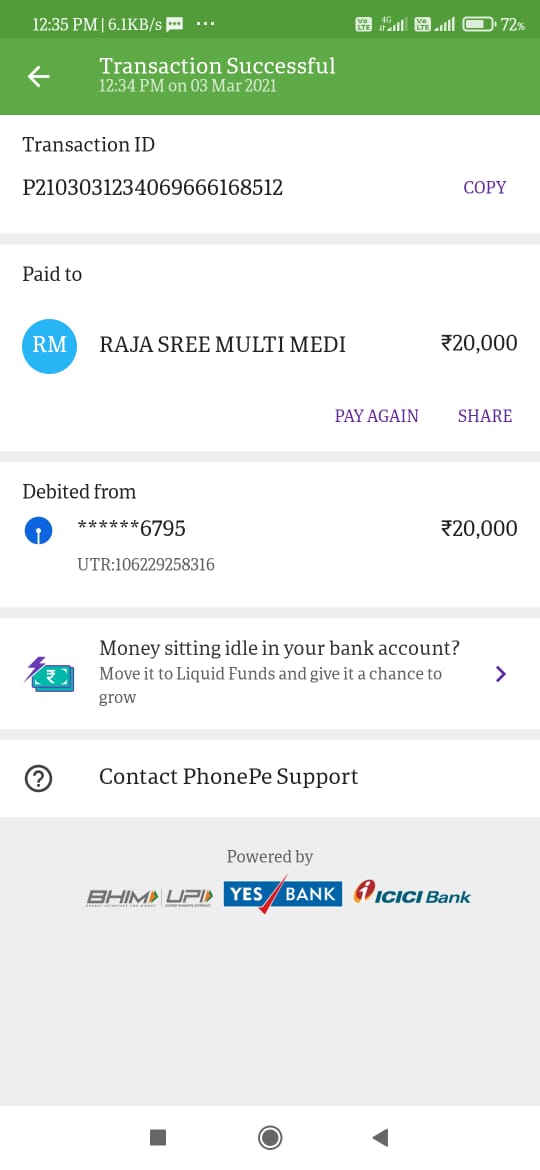 12:35 PM | 6.1KB/s ...
Vo LTE 4G Vo LTE 72%
Transaction Successful
12:34 PM on 03 Mar 2021
Transaction ID
P2103031234069666168512 COPY
Paid to
RM RAJA SREE MULTI MEDI ₹20,000
PAY AGAIN SHARE
Debited from
******6795 ₹20,000
UTR:106229258316
Money sitting idle in your bank account?
₹ Move it to Liquid Funds and give it a chance to
grow
? Contact PhonePe Support
Powered by
BHIM UPI YES BANK ICICI Bank